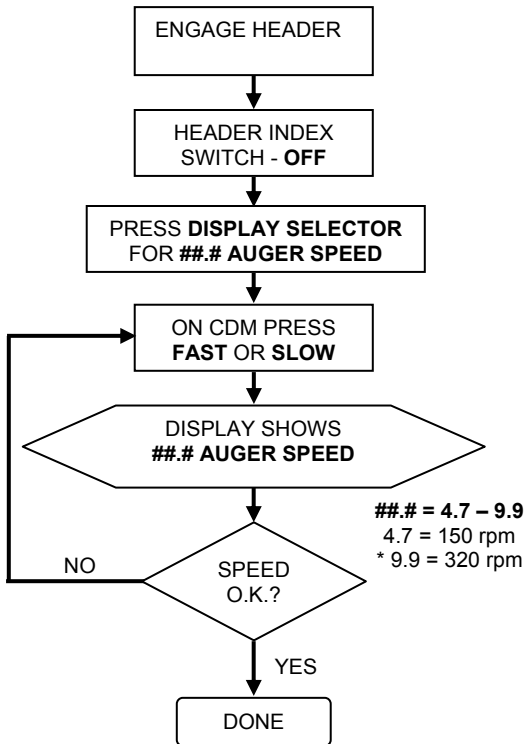 ENGAGE HEADER
HEADER INDEX
SWITCH - OFF
PRESS DISPLAY SELECTOR
FOR ##.# AUGER SPEED
ON CDM PRESS
FAST OR SLOW
DISPLAY SHOWS
##.# AUGER SPEED
##.# = 4.7 – 9.9
4.7 = 150 rpm
* 9.9 = 320 rpm
NO
SPEED
O.K.?
YES
DONE